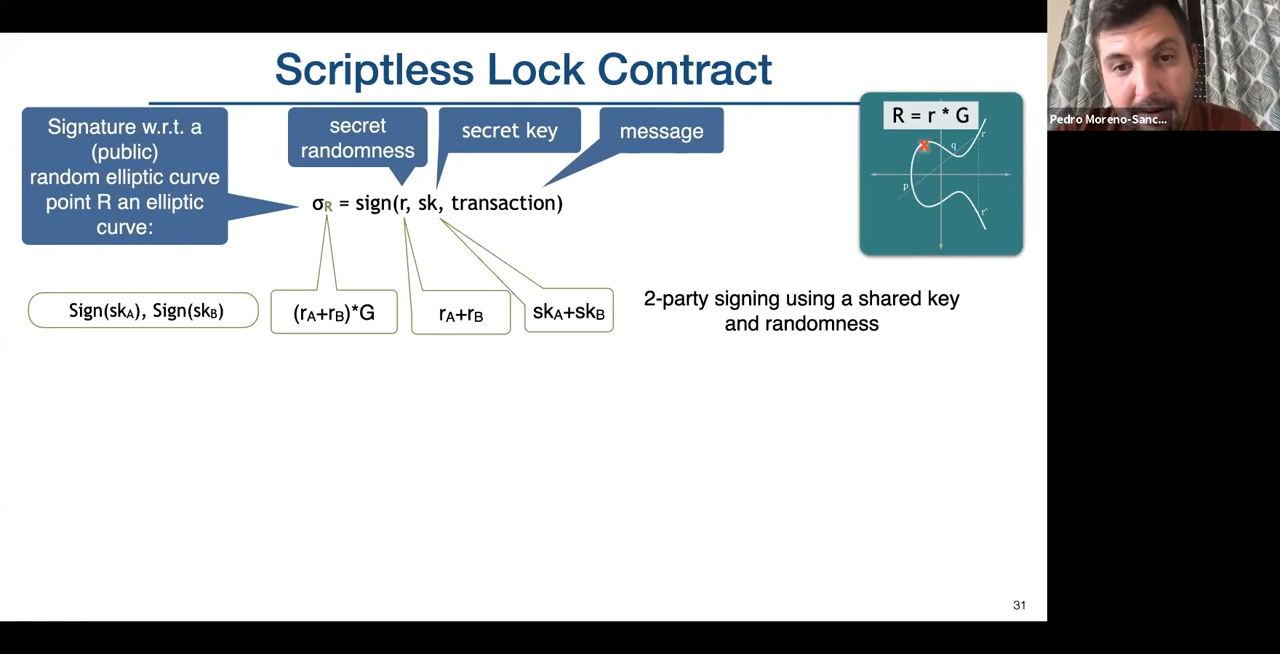 Scriptless Lock Contract
Signature w.r.t. a
(public)
random elliptic curve
point R an elliptic
curve:
secret
randomness
secret key
message
R = r * G
r
q
p
r'
σR = sign(r, sk, transaction)
Sign(skA), Sign(skB)
(rA+rB)*G
rA+rB
skA+skB
2-party signing using a shared key
and randomness
31
Pedro Moreno-Sanc...